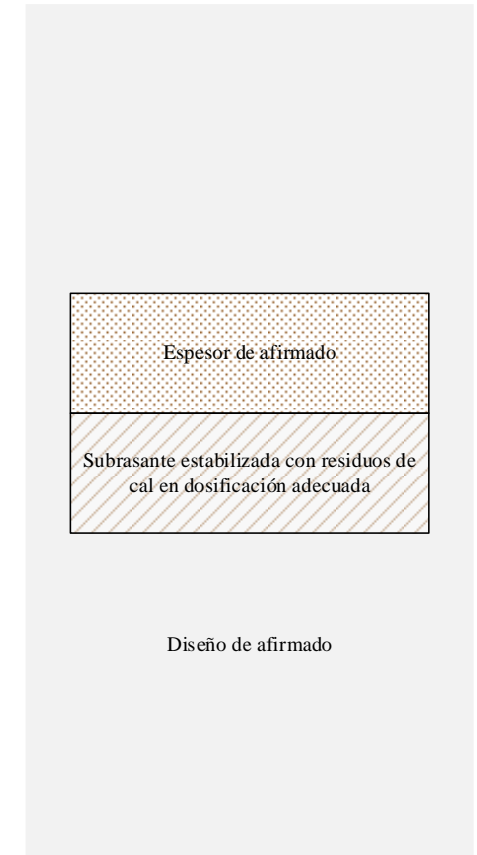 Espesor de afirmado
Subrasante estabilizada con residuos de
cal en dosificación adecuada
Diseño de afirmado